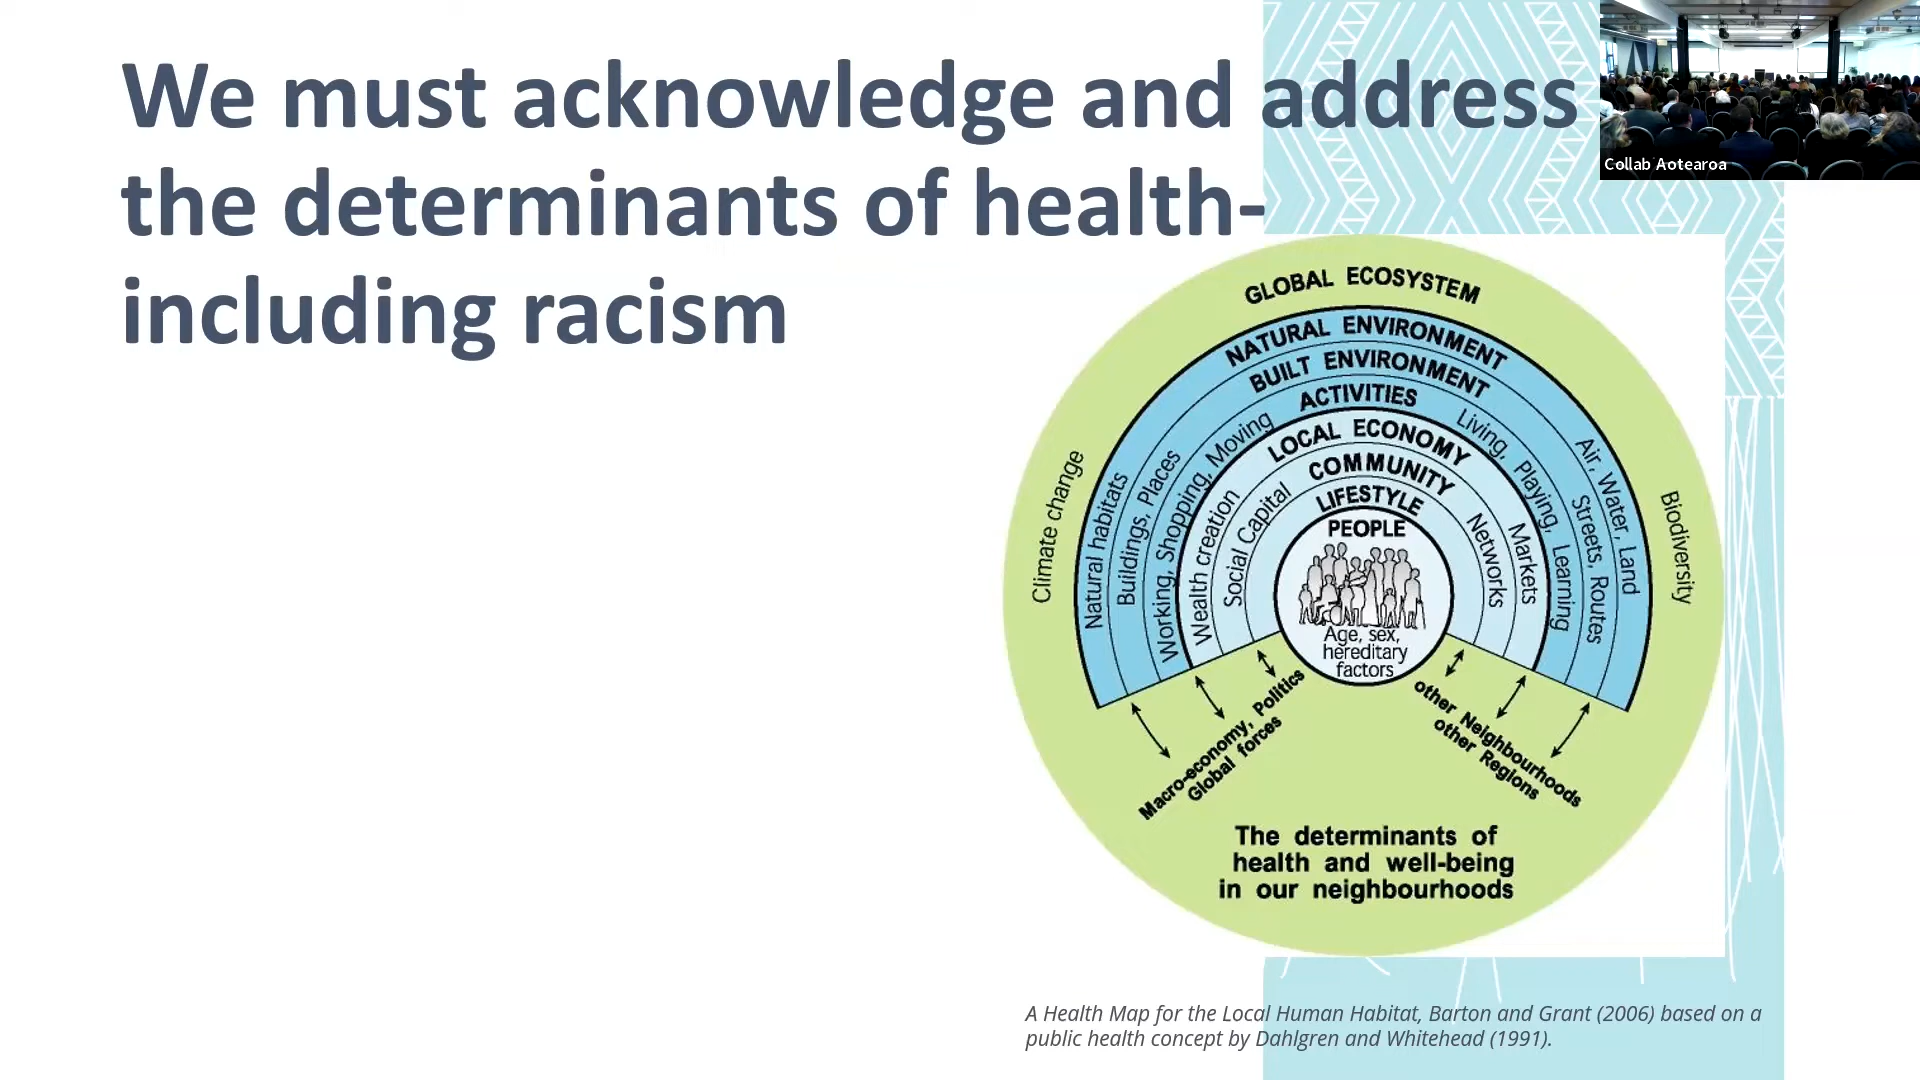 We must acknowledge and address
the determinants of health-
including racism
Collab Aotearoa
GLOBAL ECOSYSTEM
NATURAL ENVIRONMENT
BUILT ENVIRONMENT
ACTIVITIES
LOCAL ECONOMY
COMMUNITY
LIFESTYLE
PEOPLE
Age, sex,
hereditary
factors
Climate change
Natural habitats
Buildings, Places
Working, Shopping, Moving
Wealth creation
Social Capital
Networks
Markets
Living, Playing, Learning
Streets, Routes
Air, Water, Land
Biodiversity
Macro-economy, Politics
Global forces
other Neighbourhoods
other Regions
The determinants of
health and well-being
in our neighbourhoods
A Health Map for the Local Human Habitat, Barton and Grant (2006) based on a
public health concept by Dahlgren and Whitehead (1991).